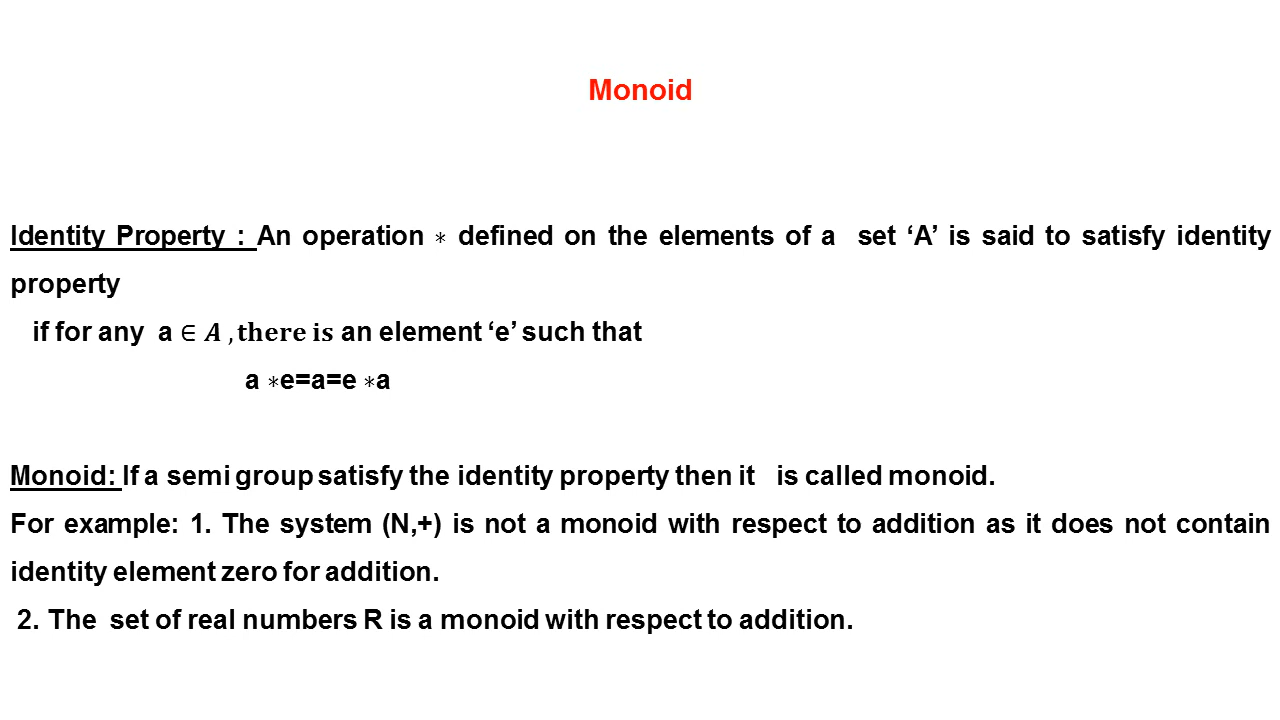 Monoid
Identity Property : An operation ∗ defined on the elements of a set ‘A’ is said to satisfy identity
property
if for any a ∈ A , there is an element ‘e’ such that
a ∗e=a=e ∗a
Monoid: If a semi group satisfy the identity property then it is called monoid.
For example: 1. The system (N,+) is not a monoid with respect to addition as it does not contain
identity element zero for addition.
2. The set of real numbers R is a monoid with respect to addition.